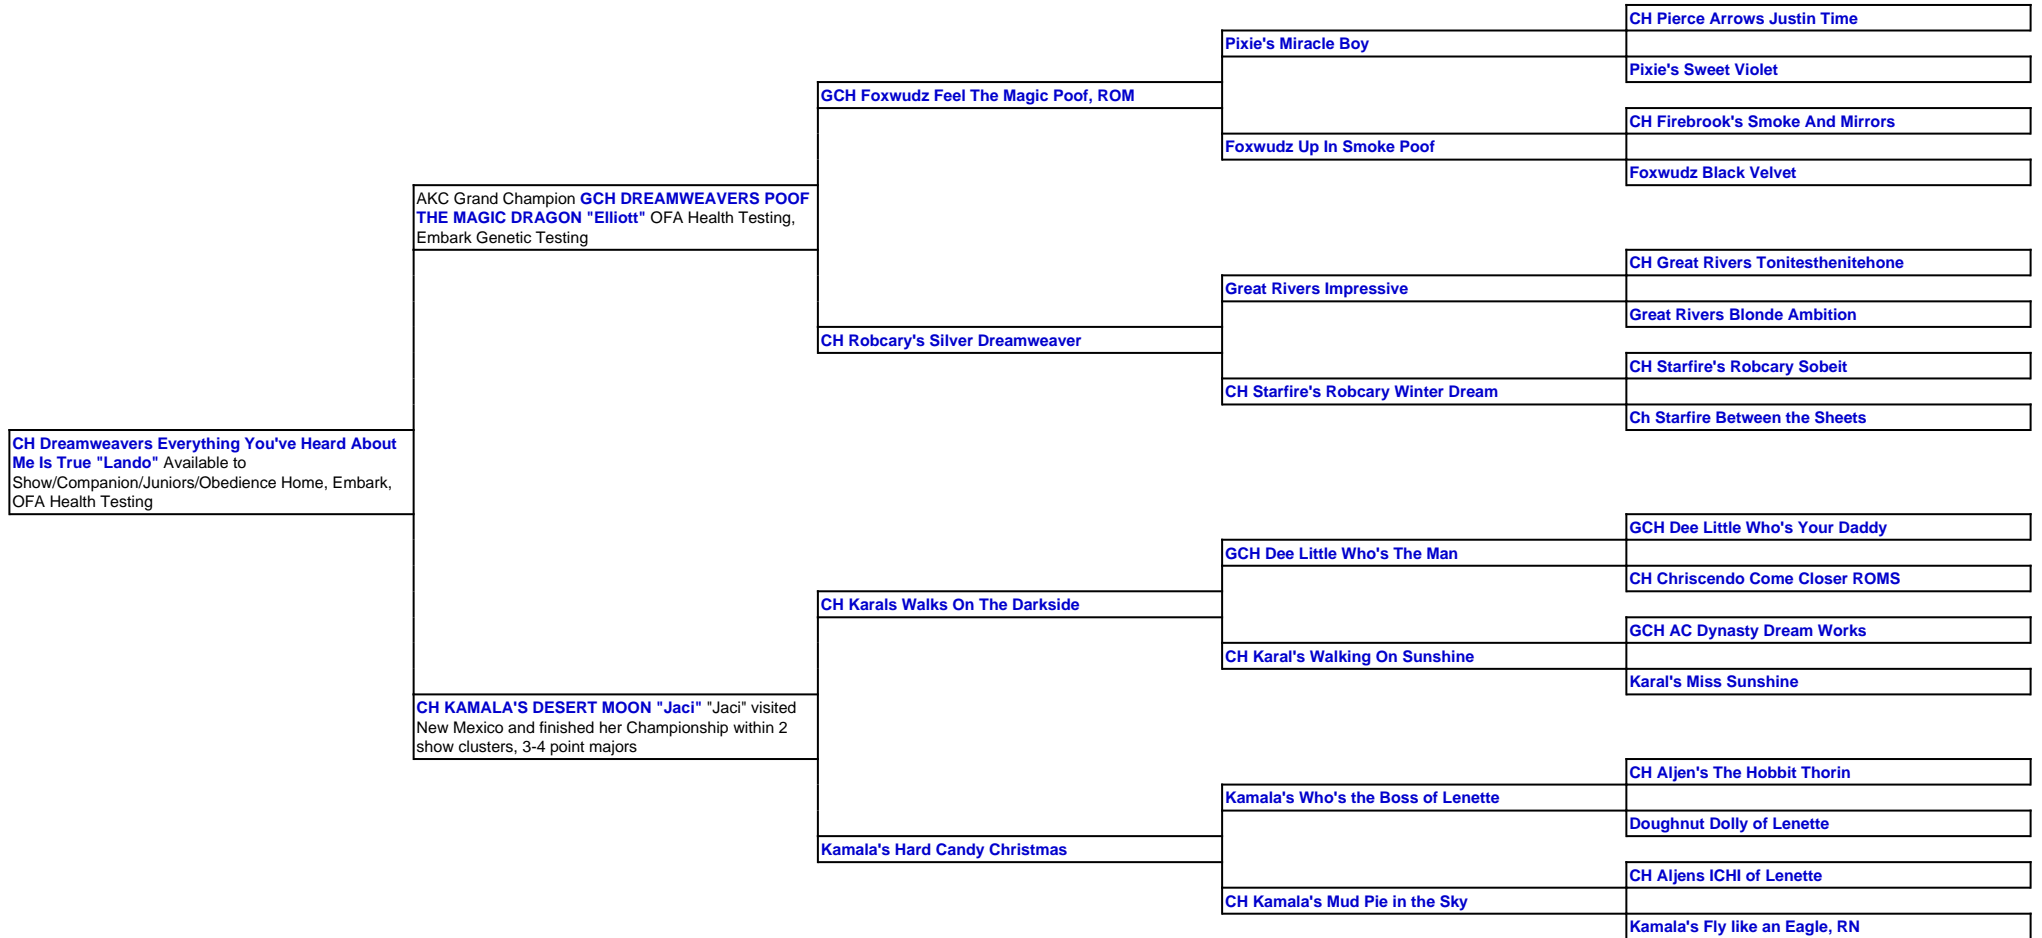 CH Pierce Arrows Justin Time
Pixie's Miracle Boy
Pixie's Sweet Violet
GCH Foxwudz Feel The Magic Poof, ROM
CH Firebrook's Smoke And Mirrors
Foxwudz Up In Smoke Poof
Foxwudz Black Velvet
AKC Grand Champion GCH DREAMWEAVERS POOF
THE MAGIC DRAGON "Elliott" OFA Health Testing,
Embark Genetic Testing
CH Great Rivers Tonitesthenitehone
Great Rivers Impressive
Great Rivers Blonde Ambition
CH Robcary's Silver Dreamweaver
CH Starfire's Robcary Sobeit
CH Starfire's Robcary Winter Dream
Ch Starfire Between the Sheets
CH Dreamweavers Everything You've Heard About
Me Is True "Lando" Available to
Show/Companion/Juniors/Obedience Home, Embark,
OFA Health Testing
GCH Dee Little Who's Your Daddy
GCH Dee Little Who's The Man
CH Chriscendo Come Closer ROMS
CH Karals Walks On The Darkside
GCH AC Dynasty Dream Works
CH Karal's Walking On Sunshine
Karal's Miss Sunshine
CH KAMALA'S DESERT MOON "Jaci" "Jaci" visited
New Mexico and finished her Championship within 2
show clusters, 3-4 point majors
CH Aljen's The Hobbit Thorin
Kamala's Who's the Boss of Lenette
Doughnut Dolly of Lenette
Kamala's Hard Candy Christmas
CH Aljens ICHI of Lenette
CH Kamala's Mud Pie in the Sky
Kamala's Fly like an Eagle, RN